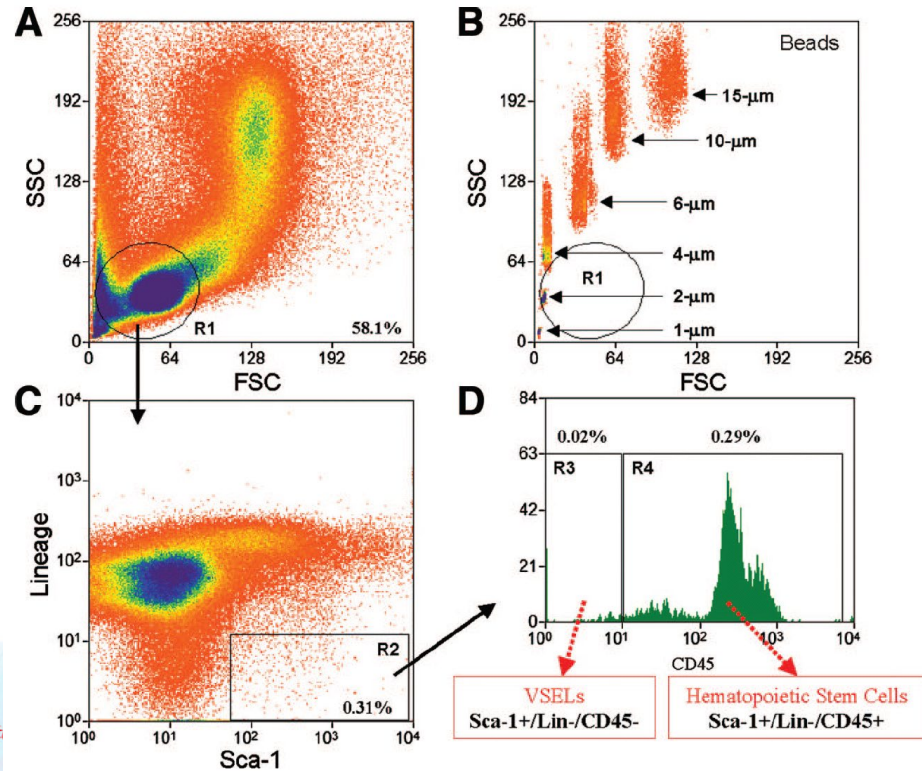 A
256
192
128
64
0
SSC
R1
58.1%
0 64 128 192 256
FSC
B
256
192
128
64
0
SSC
Beads
15-μm
10-μm
6-μm
4-μm
R1
2-μm
1-μm
0 64 128 192 256
FSC
C
10⁴
10³
10²
10¹
10⁰
Lineage
R2
0.31%
10⁰ 10¹ 10² 10³ 10⁴
Sca-1
D
84
63
42
21
0
0.02% 0.29%
R3 R4
10⁰ 10¹ 10² 10³ 10⁴
CD45
VSELs
Sca-1+/Lin-/CD45-
Hematopoietic Stem Cells
Sca-1+/Lin-/CD45+